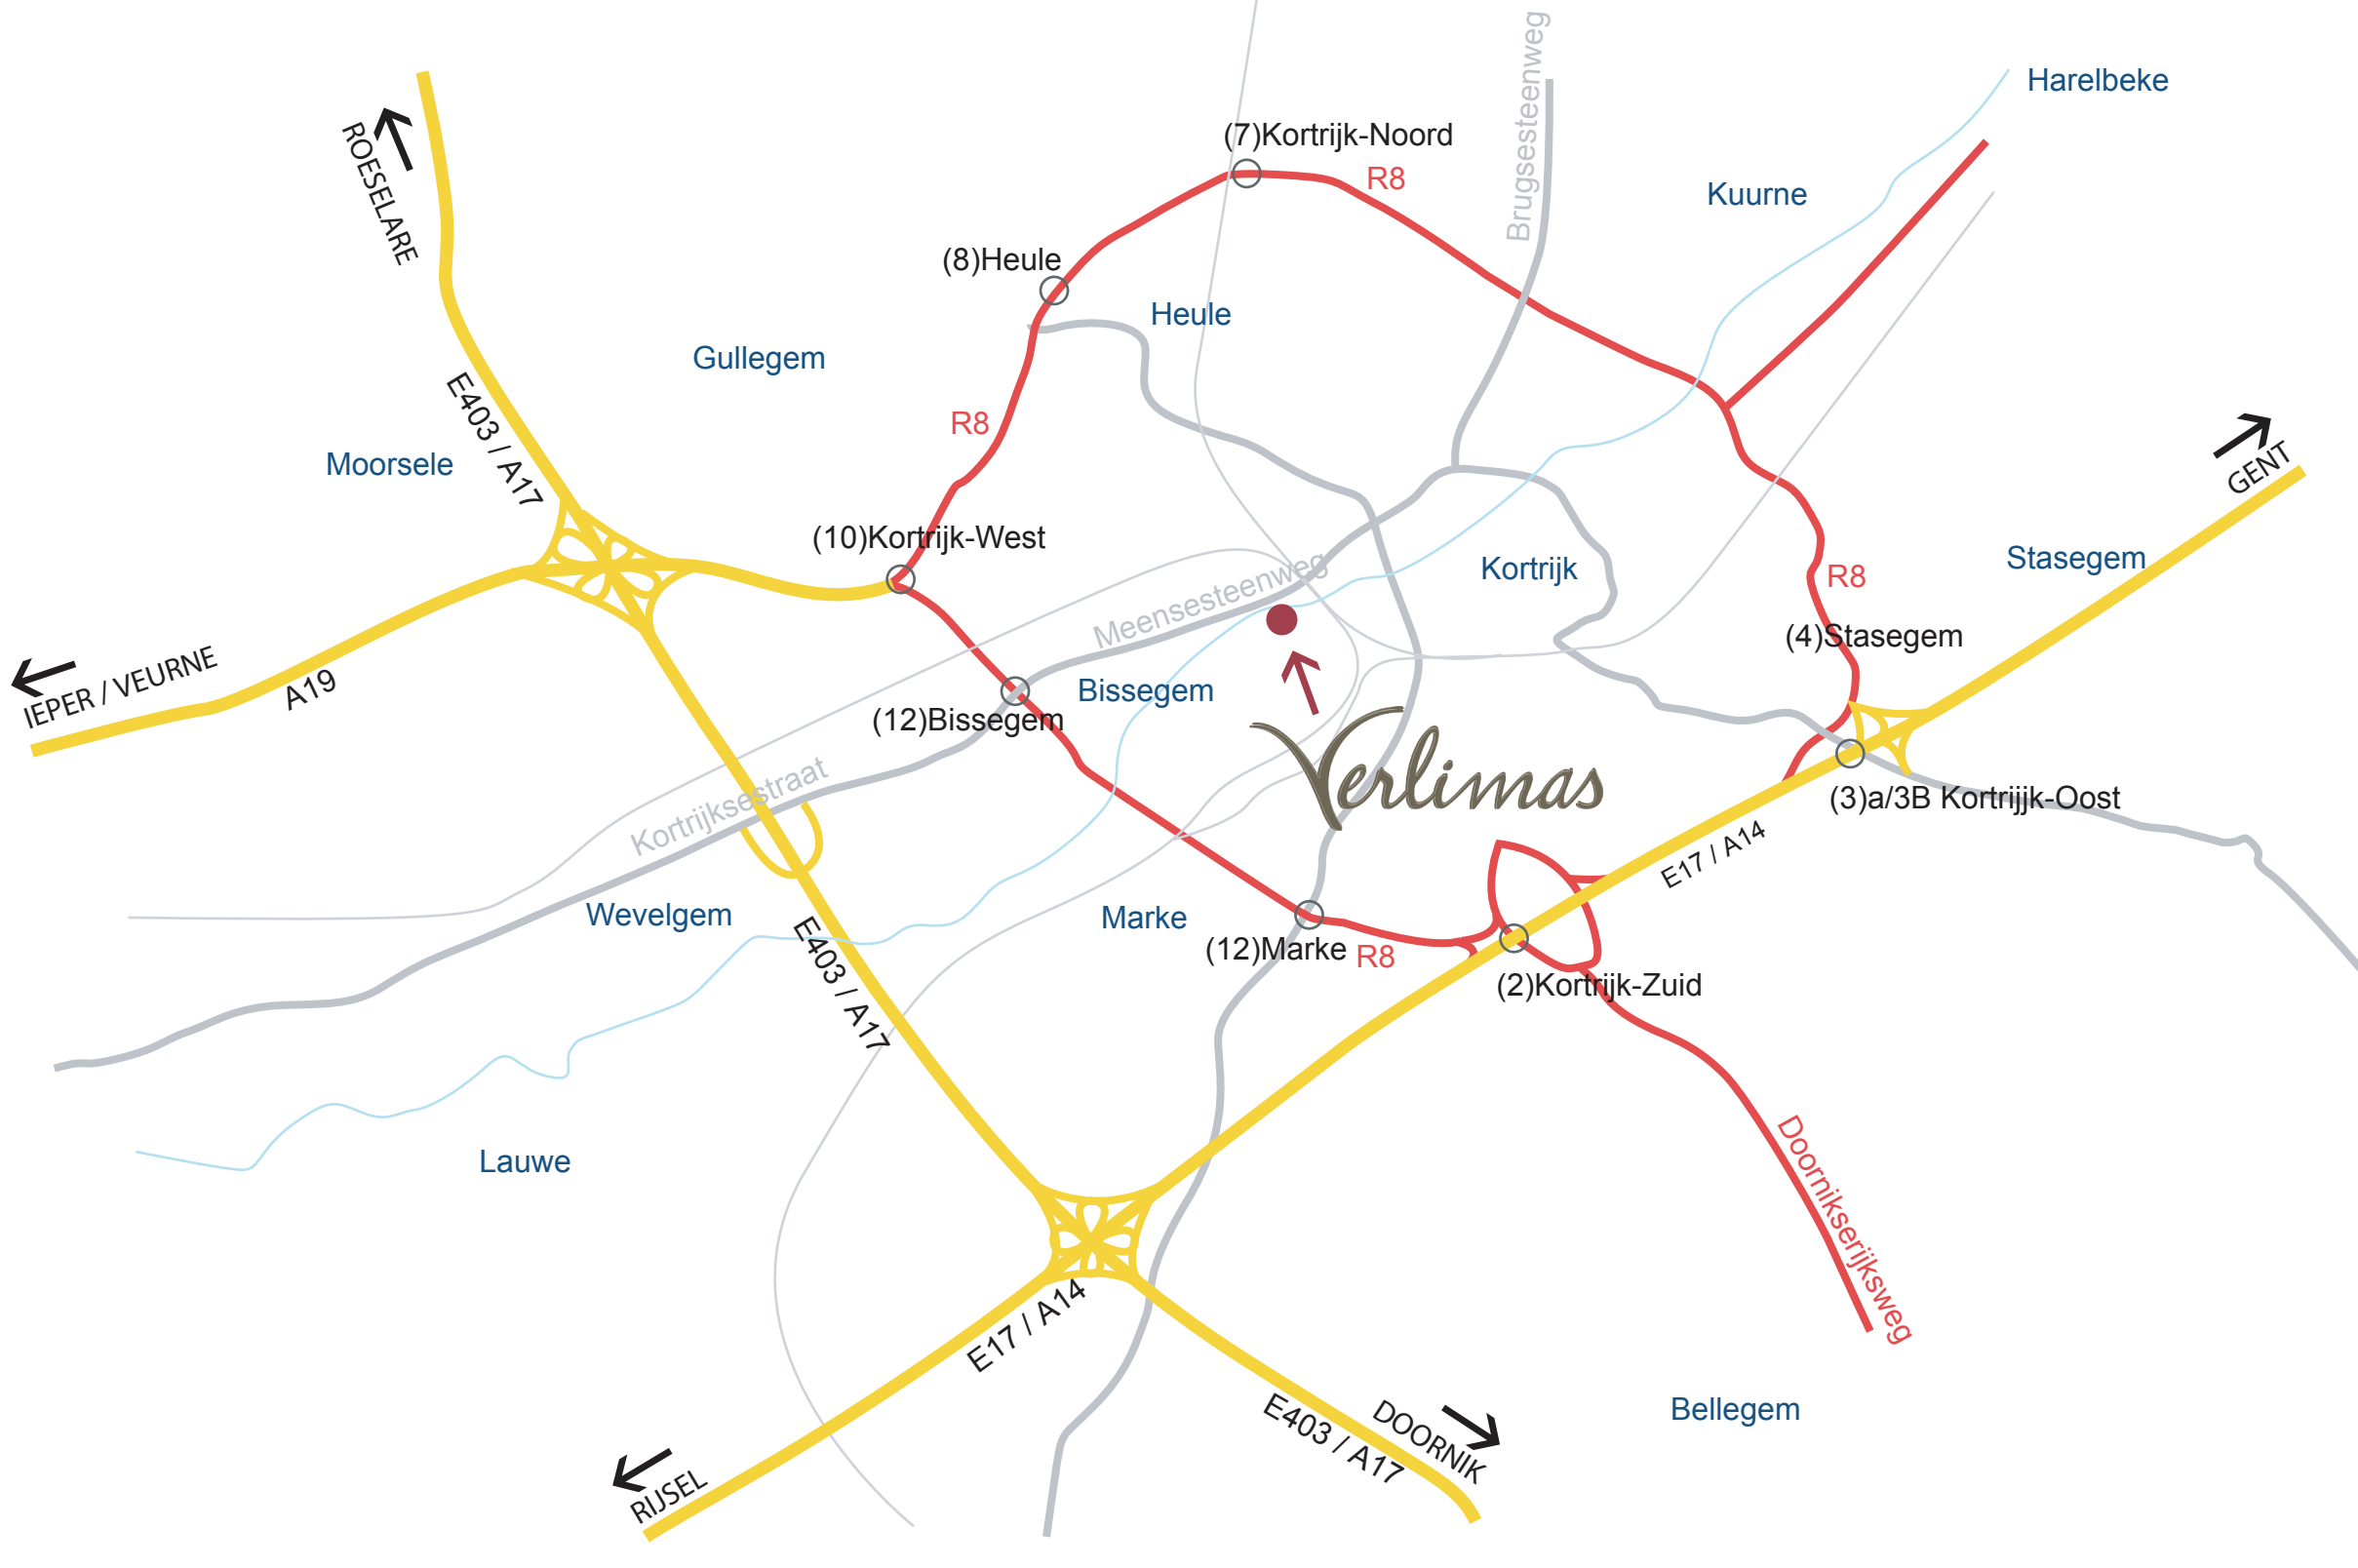 Harelbeke
Brugsesteenweg
(7)Kortrijk-Noord
R8
Kuurne
ROESELARE
(8)Heule
Heule
Gullegem
E403 / A17
R8
Moorsele
GENT
(10)Kortrijk-West
Stasegem
Kortrijk
R8
Meensesteenweg
(4)Stasegem
IEPER / VEURNE
A19
Bissegem
(12)Bissegem
Verlimas
Kortrijksestraat
(3)a/3B Kortrijjk-Oost
E17 / A14
Wevelgem
Marke
E403 / A17
(12)Marke
R8
(2)Kortrijk-Zuid
Lauwe
Doornikserijksweg
E17 / A14
Bellegem
E403 / A17
DOORNIK
RIJSEL